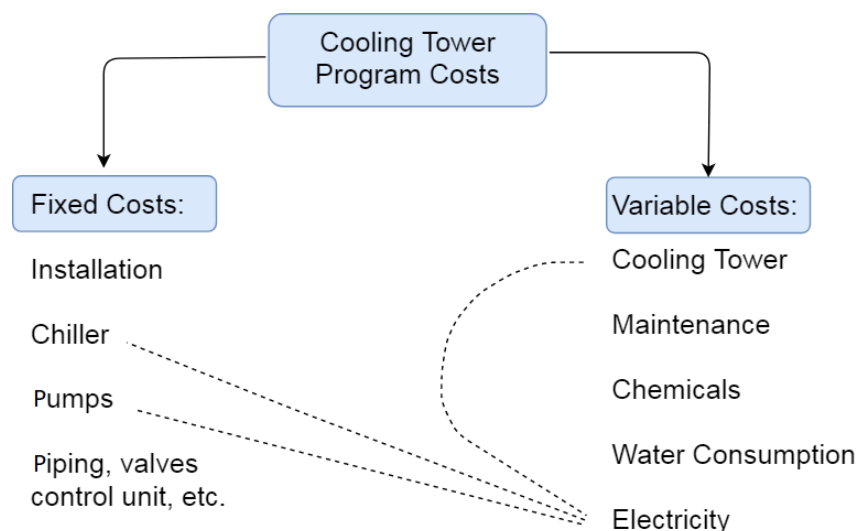 Cooling Tower
Program Costs
Fixed Costs:
Installation
Chiller
Pumps
Piping, valves
control unit, etc.
Variable Costs:
Cooling Tower
Maintenance
Chemicals
Water Consumption
Electricity